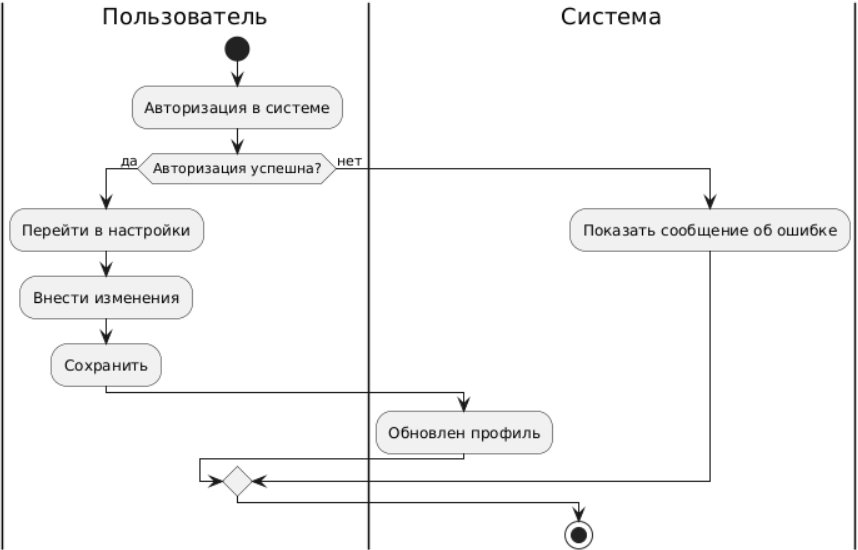 Пользователь
Система
Авторизация в системе
да
Авторизация успешна?
нет
Перейти в настройки
Показать сообщение об ошибке
Внести изменения
Сохранить
Обновлен профиль